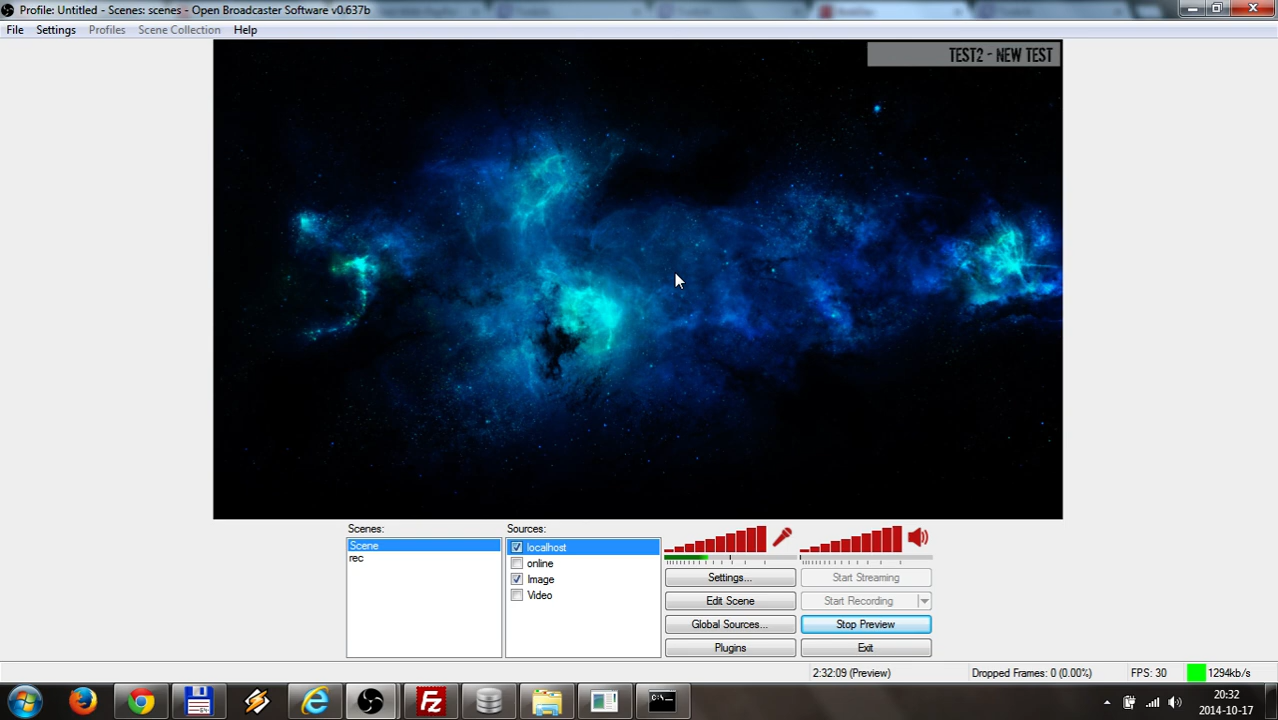 Profile: Untitled - Scenes: scenes - Open Broadcaster Software v0.637b
File Settings Profiles Scene Collection Help
TEST2 - NEW TEST
Scenes:
Scene
rec
Sources:
localhost
online
Image
Video
Settings...
Start Streaming
Edit Scene
Start Recording
Global Sources...
Stop Preview
Plugins
Exit
2:32:09 (Preview)
Dropped Frames: 0 (0.00%)
FPS: 30
1294kb/s
20:32
2014-10-17